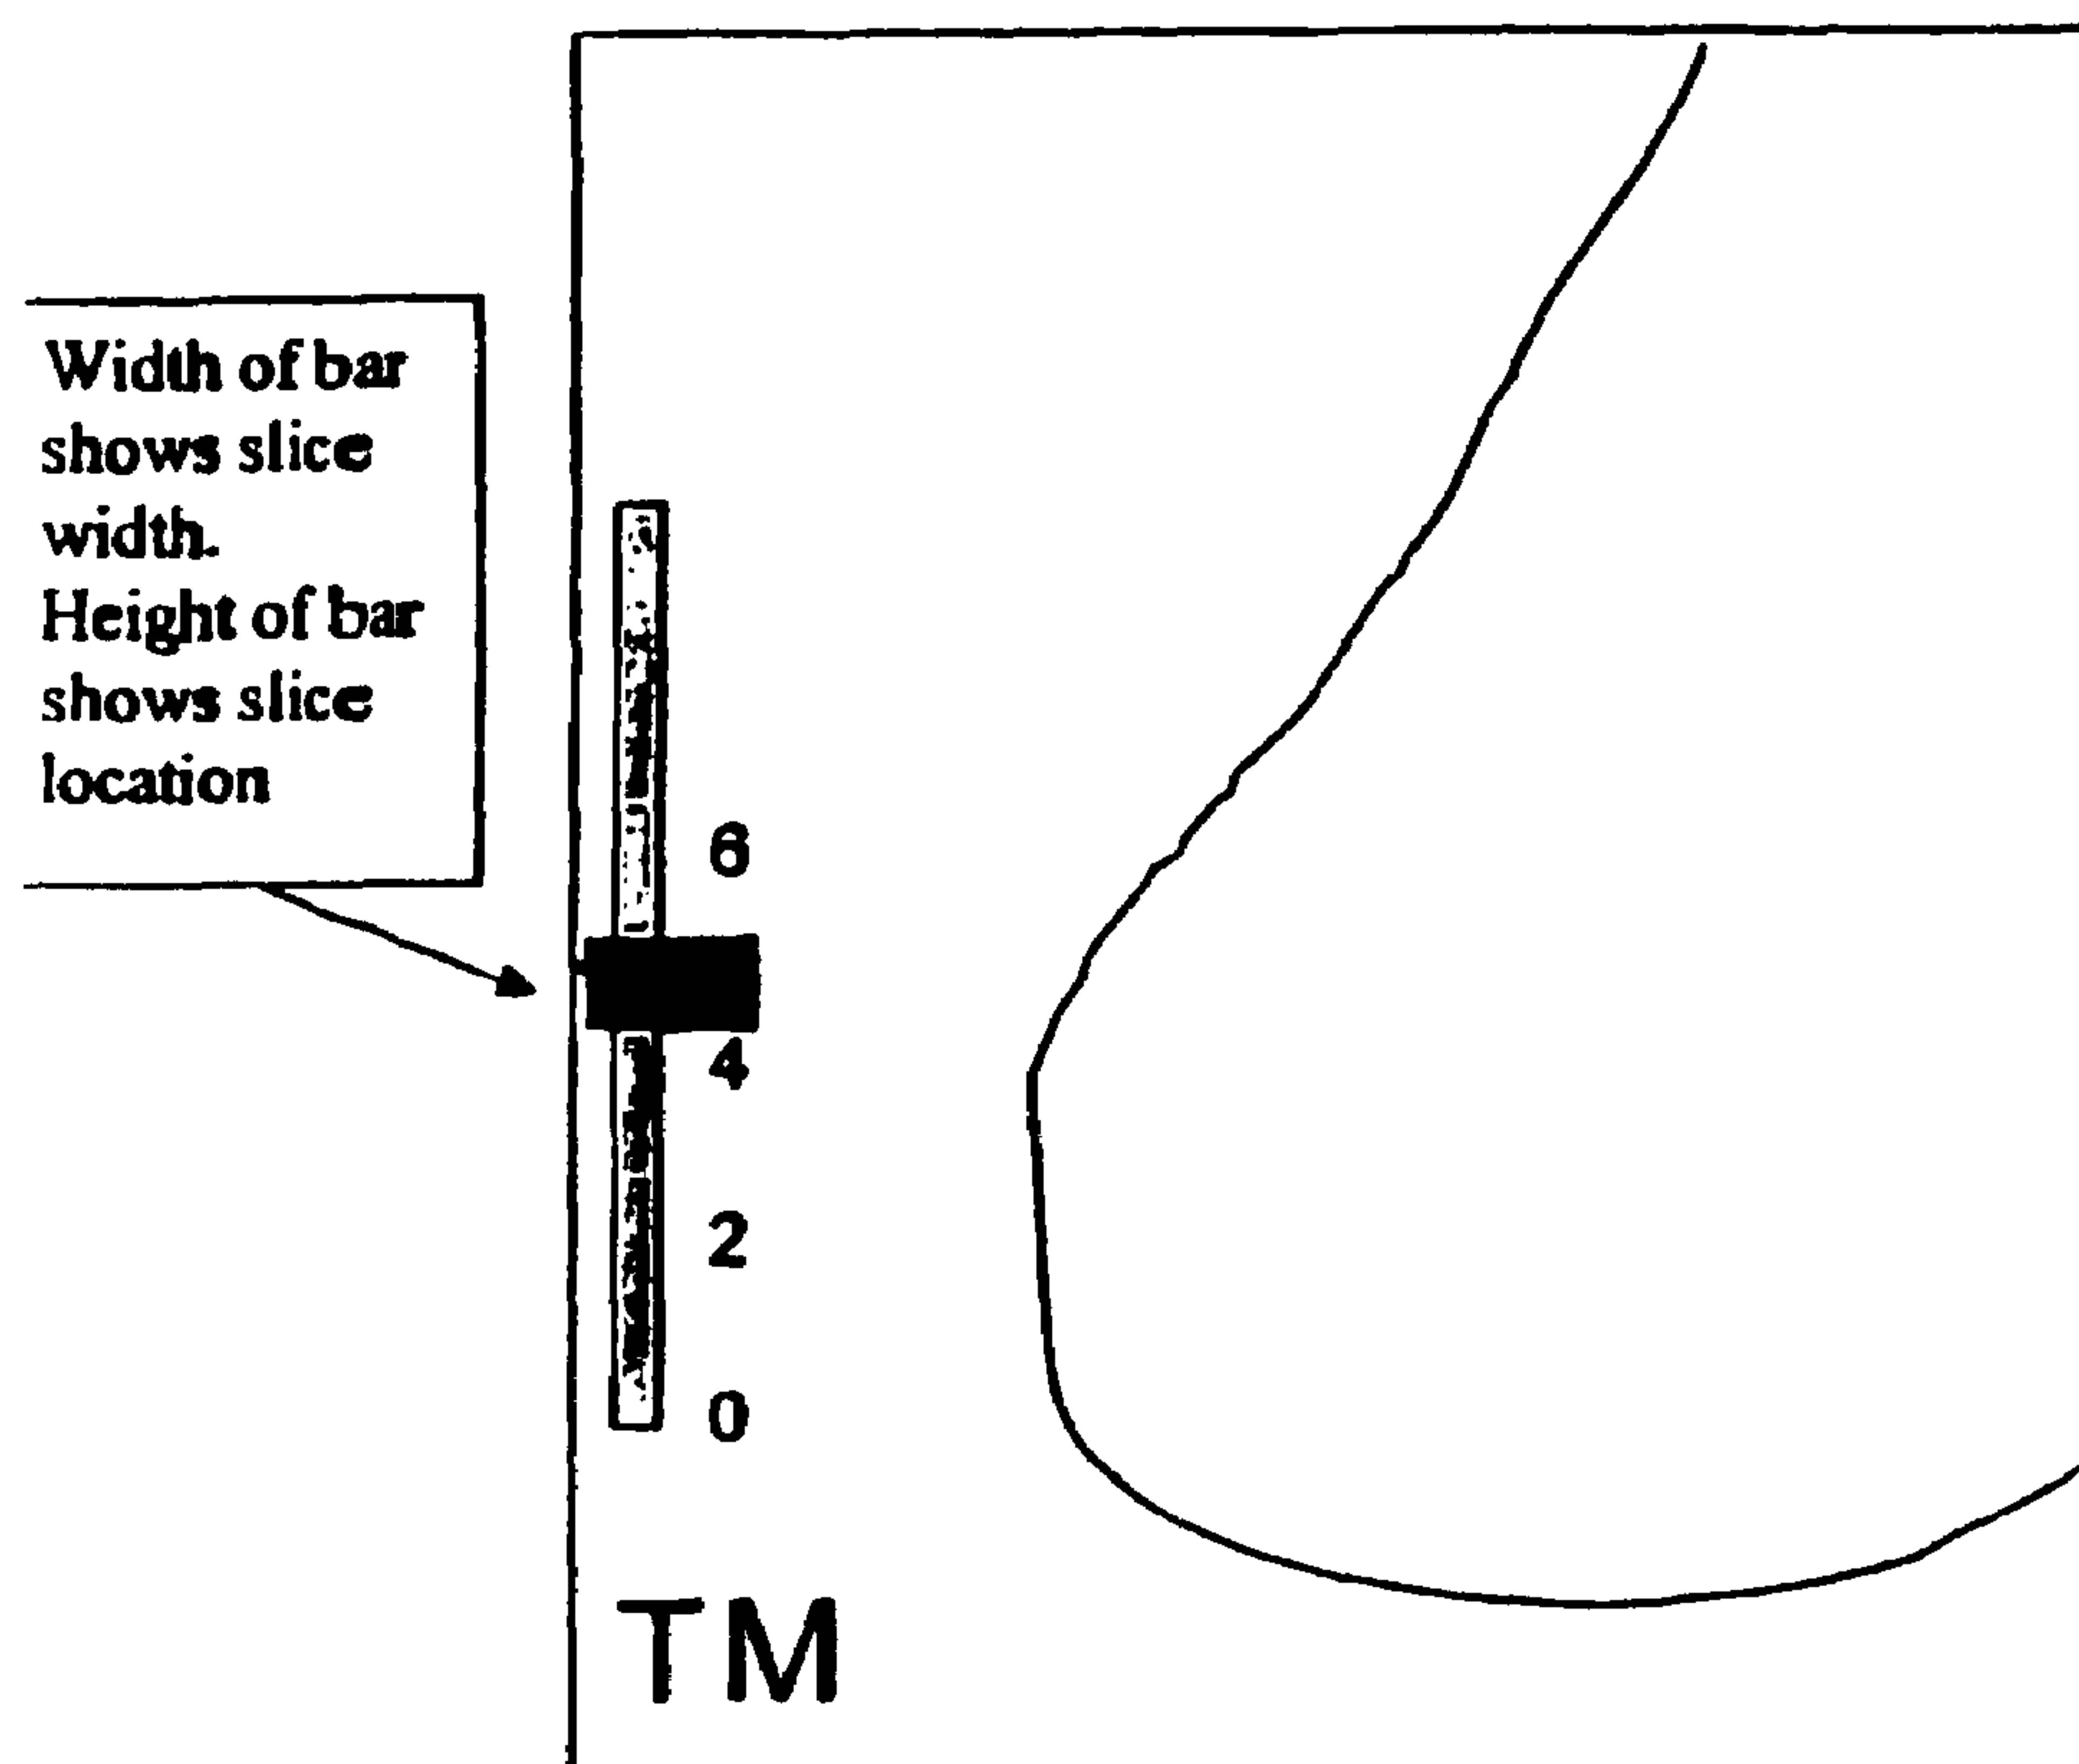 Width of bar
shows slice
width.
Height of bar
shows slice
location
6
4
2
0
TM